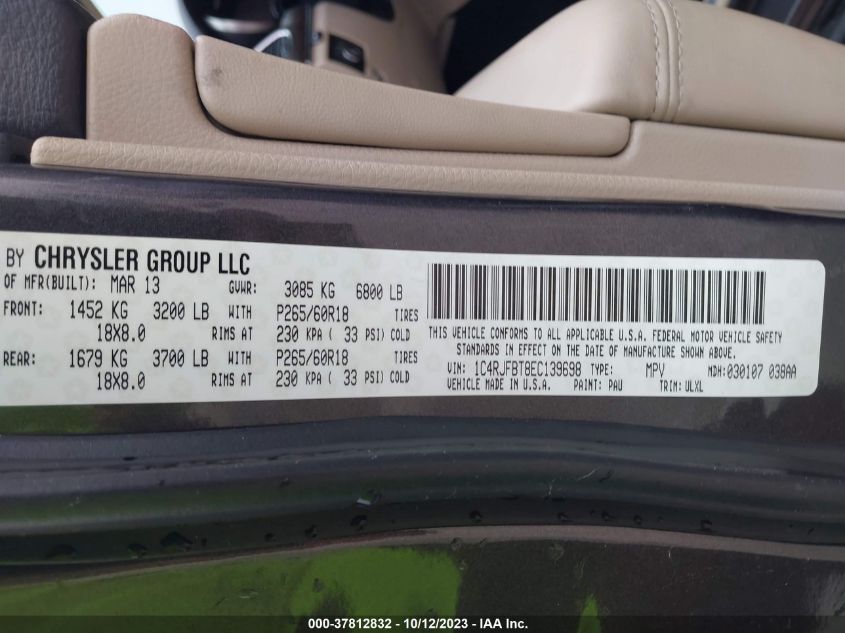 BY CHRYSLER GROUP LLC
OF MFR(BUILT): MAR 13 GVWR: 3085 KG 6800 LB
FRONT: 1452 KG 3200 LB WITH P265/60R18 TIRES
18X8.0 RIMS AT 230 KPA ( 33 PSI) COLD
REAR: 1679 KG 3700 LB WITH P265/60R18 TIRES
18X8.0 RIMS AT 230 KPA ( 33 PSI) COLD
THIS VEHICLE CONFORMS TO ALL APPLICABLE U.S.A. FEDERAL MOTOR VEHICLE SAFETY
STANDARDS IN EFFECT ON THE DATE OF MANUFACTURE SHOWN ABOVE.
VIN: 1C4RJFBT8EC139698 TYPE: MPV MDH:030107 038AA
VEHICLE MADE IN U.S.A. PAINT: PAU TRIM: ULXL
000-37812832 - 10/12/2023 - IAA Inc.